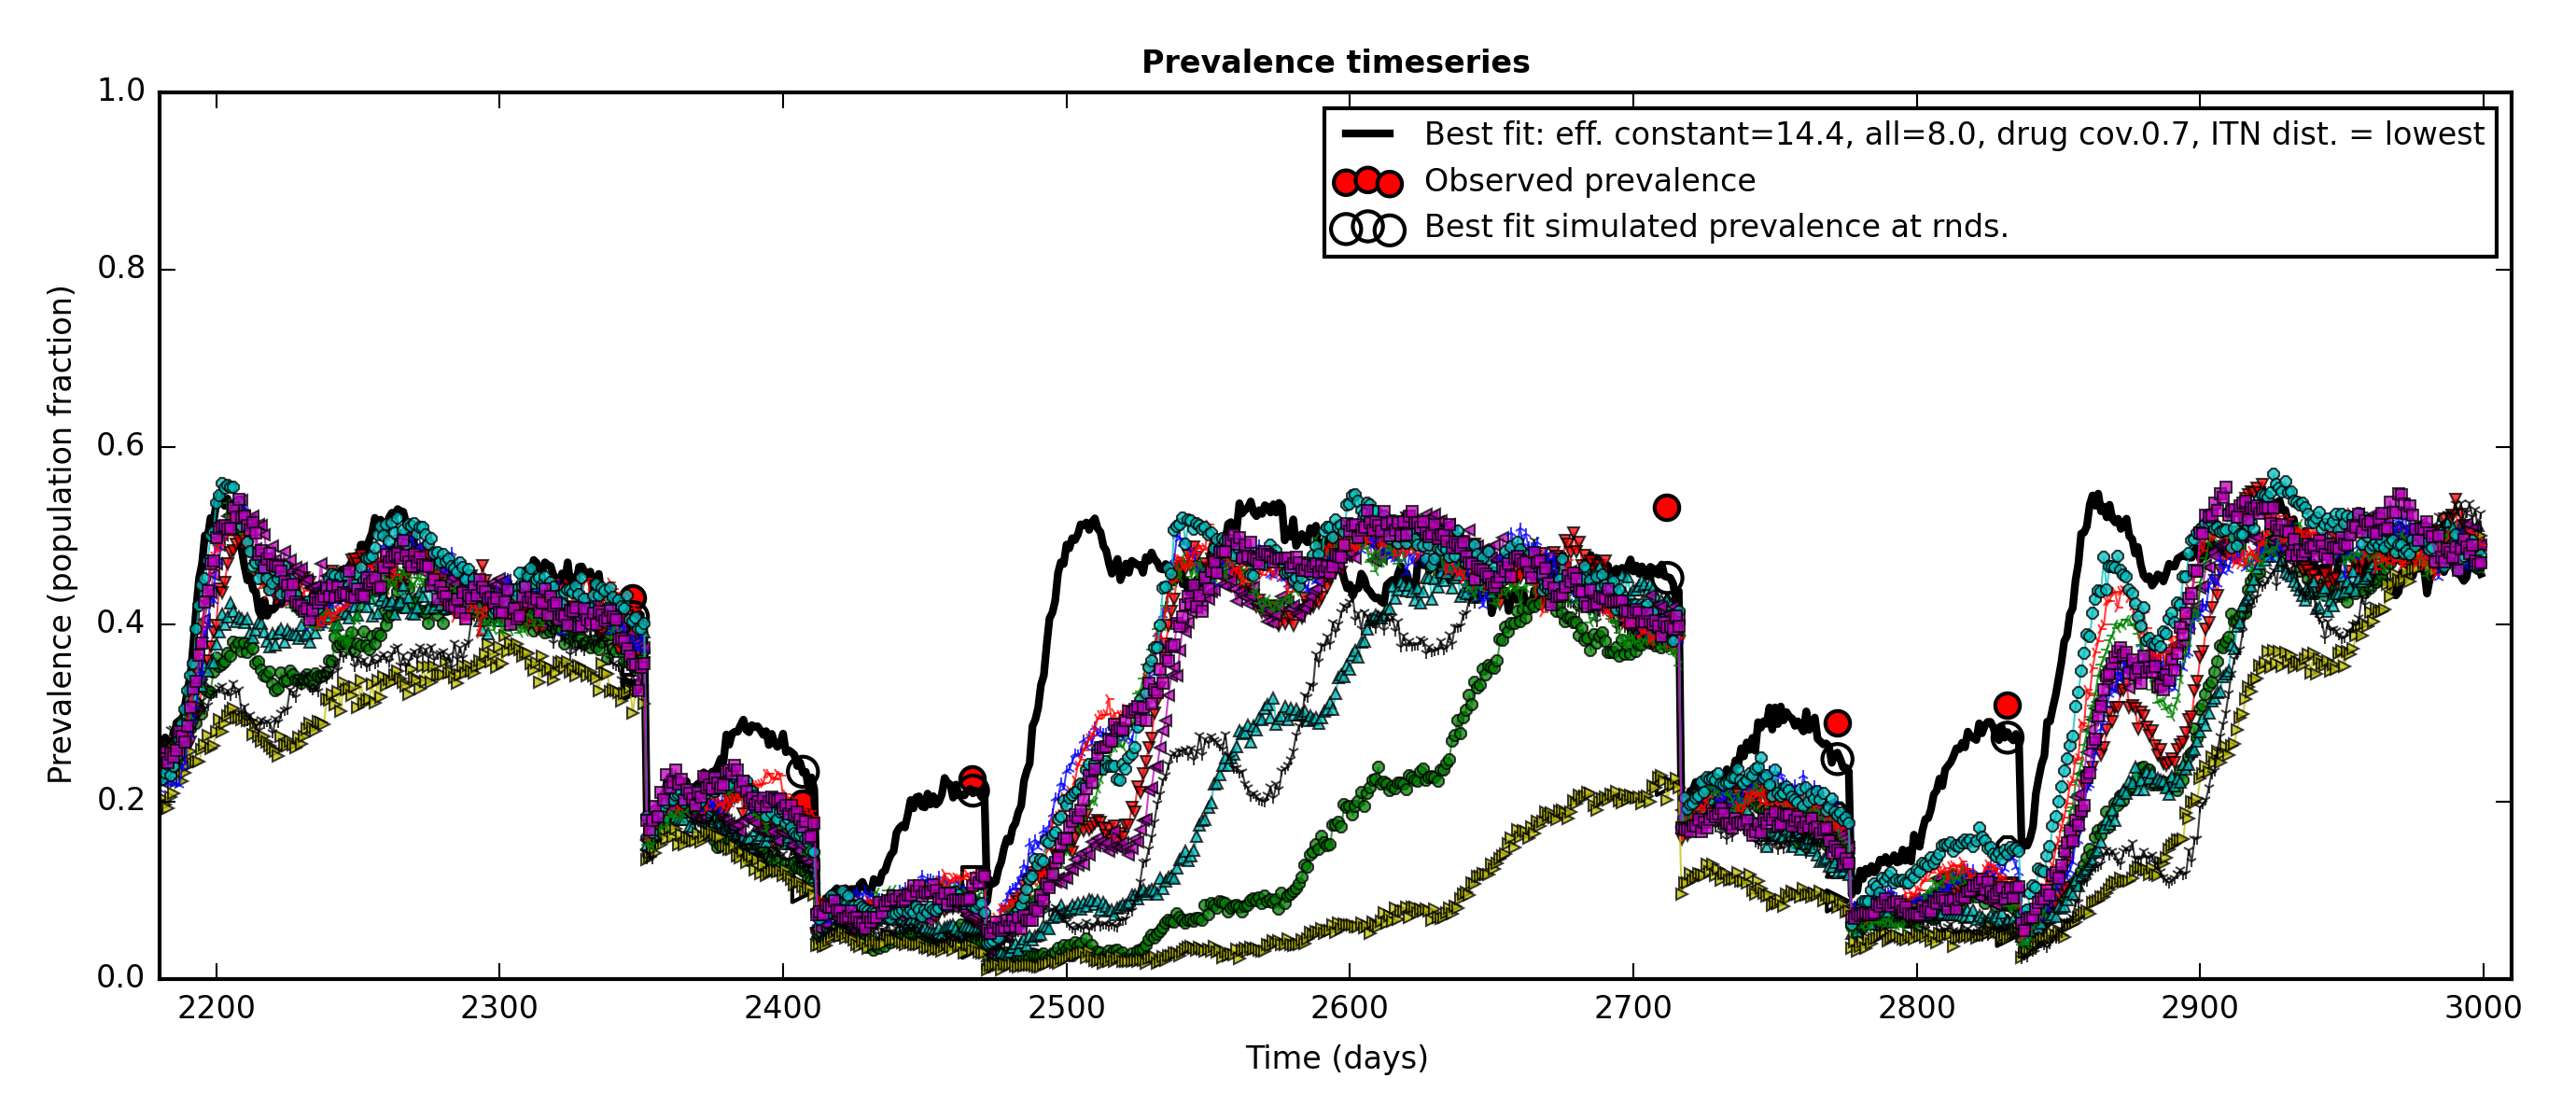 Prevalence timeseries
1.0
0.8
0.6
0.4
0.2
0.0
Prevalence (population fraction)
Best fit: eff. constant=14.4, all=8.0, drug cov.0.7, ITN dist. = lowest
Observed prevalence
Best fit simulated prevalence at rnds.
2200 2300 2400 2500 2600 2700 2800 2900 3000
Time (days)